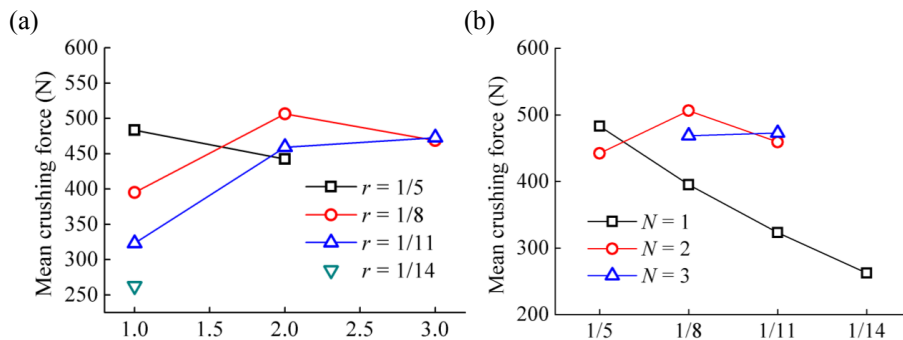 (a)
Mean crushing force (N)
600
550
500
450
400
350
300
250
1.0 1.5 2.0 2.5 3.0
r = 1/5
r = 1/8
r = 1/11
r = 1/14
(b)
Mean crushing force (N)
600
500
400
300
200
1/5 1/8 1/11 1/14
N = 1
N = 2
N = 3